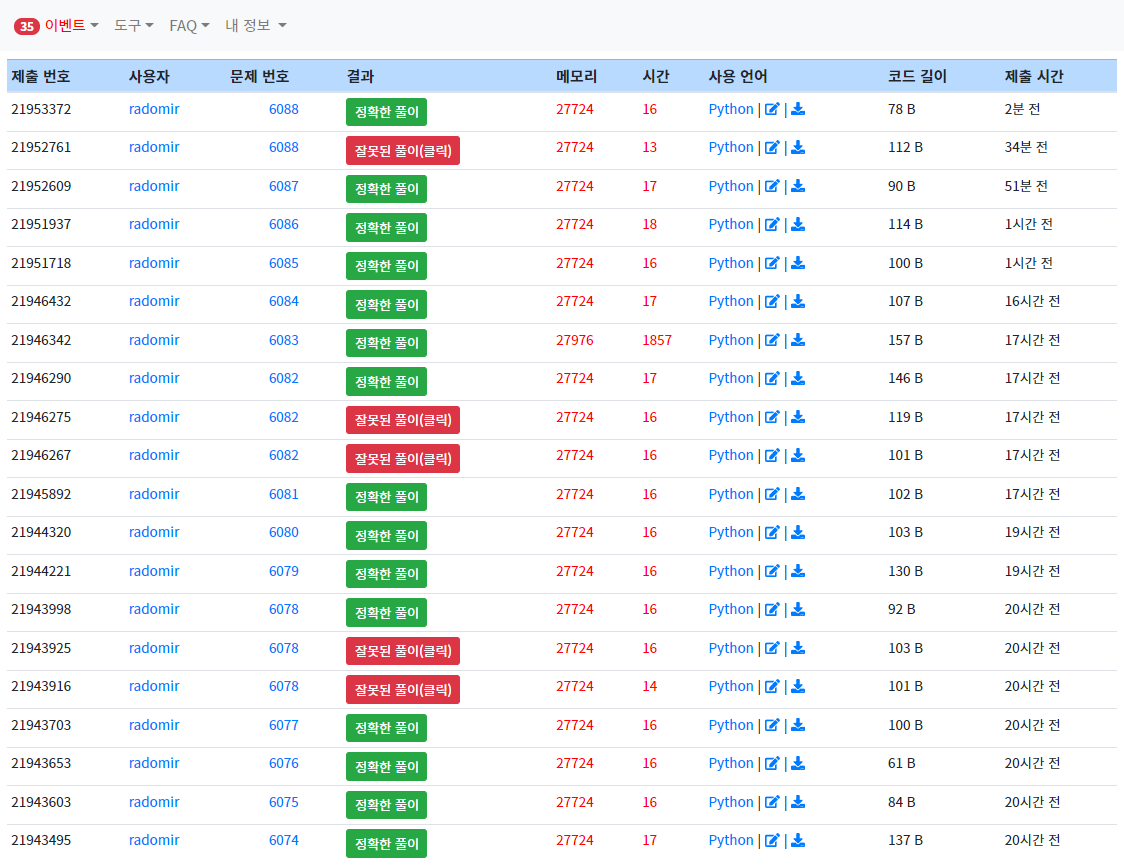 35 이벤트 도구 FAQ 내 정보
제출 번호 사용자 문제 번호 결과 메모리 시간 사용 언어 코드 길이 제출 시간
21953372 radomir 6088 정확한 풀이 27724 16 Python | | 78 B 2분 전
21952761 radomir 6088 잘못된 풀이(클릭) 27724 13 Python | | 112 B 34분 전
21952609 radomir 6087 정확한 풀이 27724 17 Python | | 90 B 51분 전
21951937 radomir 6086 정확한 풀이 27724 18 Python | | 114 B 1시간 전
21951718 radomir 6085 정확한 풀이 27724 16 Python | | 100 B 1시간 전
21946432 radomir 6084 정확한 풀이 27724 17 Python | | 107 B 16시간 전
21946342 radomir 6083 정확한 풀이 27976 1857 Python | | 157 B 17시간 전
21946290 radomir 6082 정확한 풀이 27724 17 Python | | 146 B 17시간 전
21946275 radomir 6082 잘못된 풀이(클릭) 27724 16 Python | | 119 B 17시간 전
21946267 radomir 6082 잘못된 풀이(클릭) 27724 16 Python | | 101 B 17시간 전
21945892 radomir 6081 정확한 풀이 27724 16 Python | | 102 B 17시간 전
21944320 radomir 6080 정확한 풀이 27724 16 Python | | 103 B 19시간 전
21944221 radomir 6079 정확한 풀이 27724 16 Python | | 130 B 19시간 전
21943998 radomir 6078 정확한 풀이 27724 16 Python | | 92 B 20시간 전
21943925 radomir 6078 잘못된 풀이(클릭) 27724 16 Python | | 103 B 20시간 전
21943916 radomir 6078 잘못된 풀이(클릭) 27724 14 Python | | 101 B 20시간 전
21943703 radomir 6077 정확한 풀이 27724 16 Python | | 100 B 20시간 전
21943653 radomir 6076 정확한 풀이 27724 16 Python | | 61 B 20시간 전
21943603 radomir 6075 정확한 풀이 27724 16 Python | | 84 B 20시간 전
21943495 radomir 6074 정확한 풀이 27724 17 Python | | 137 B 20시간 전